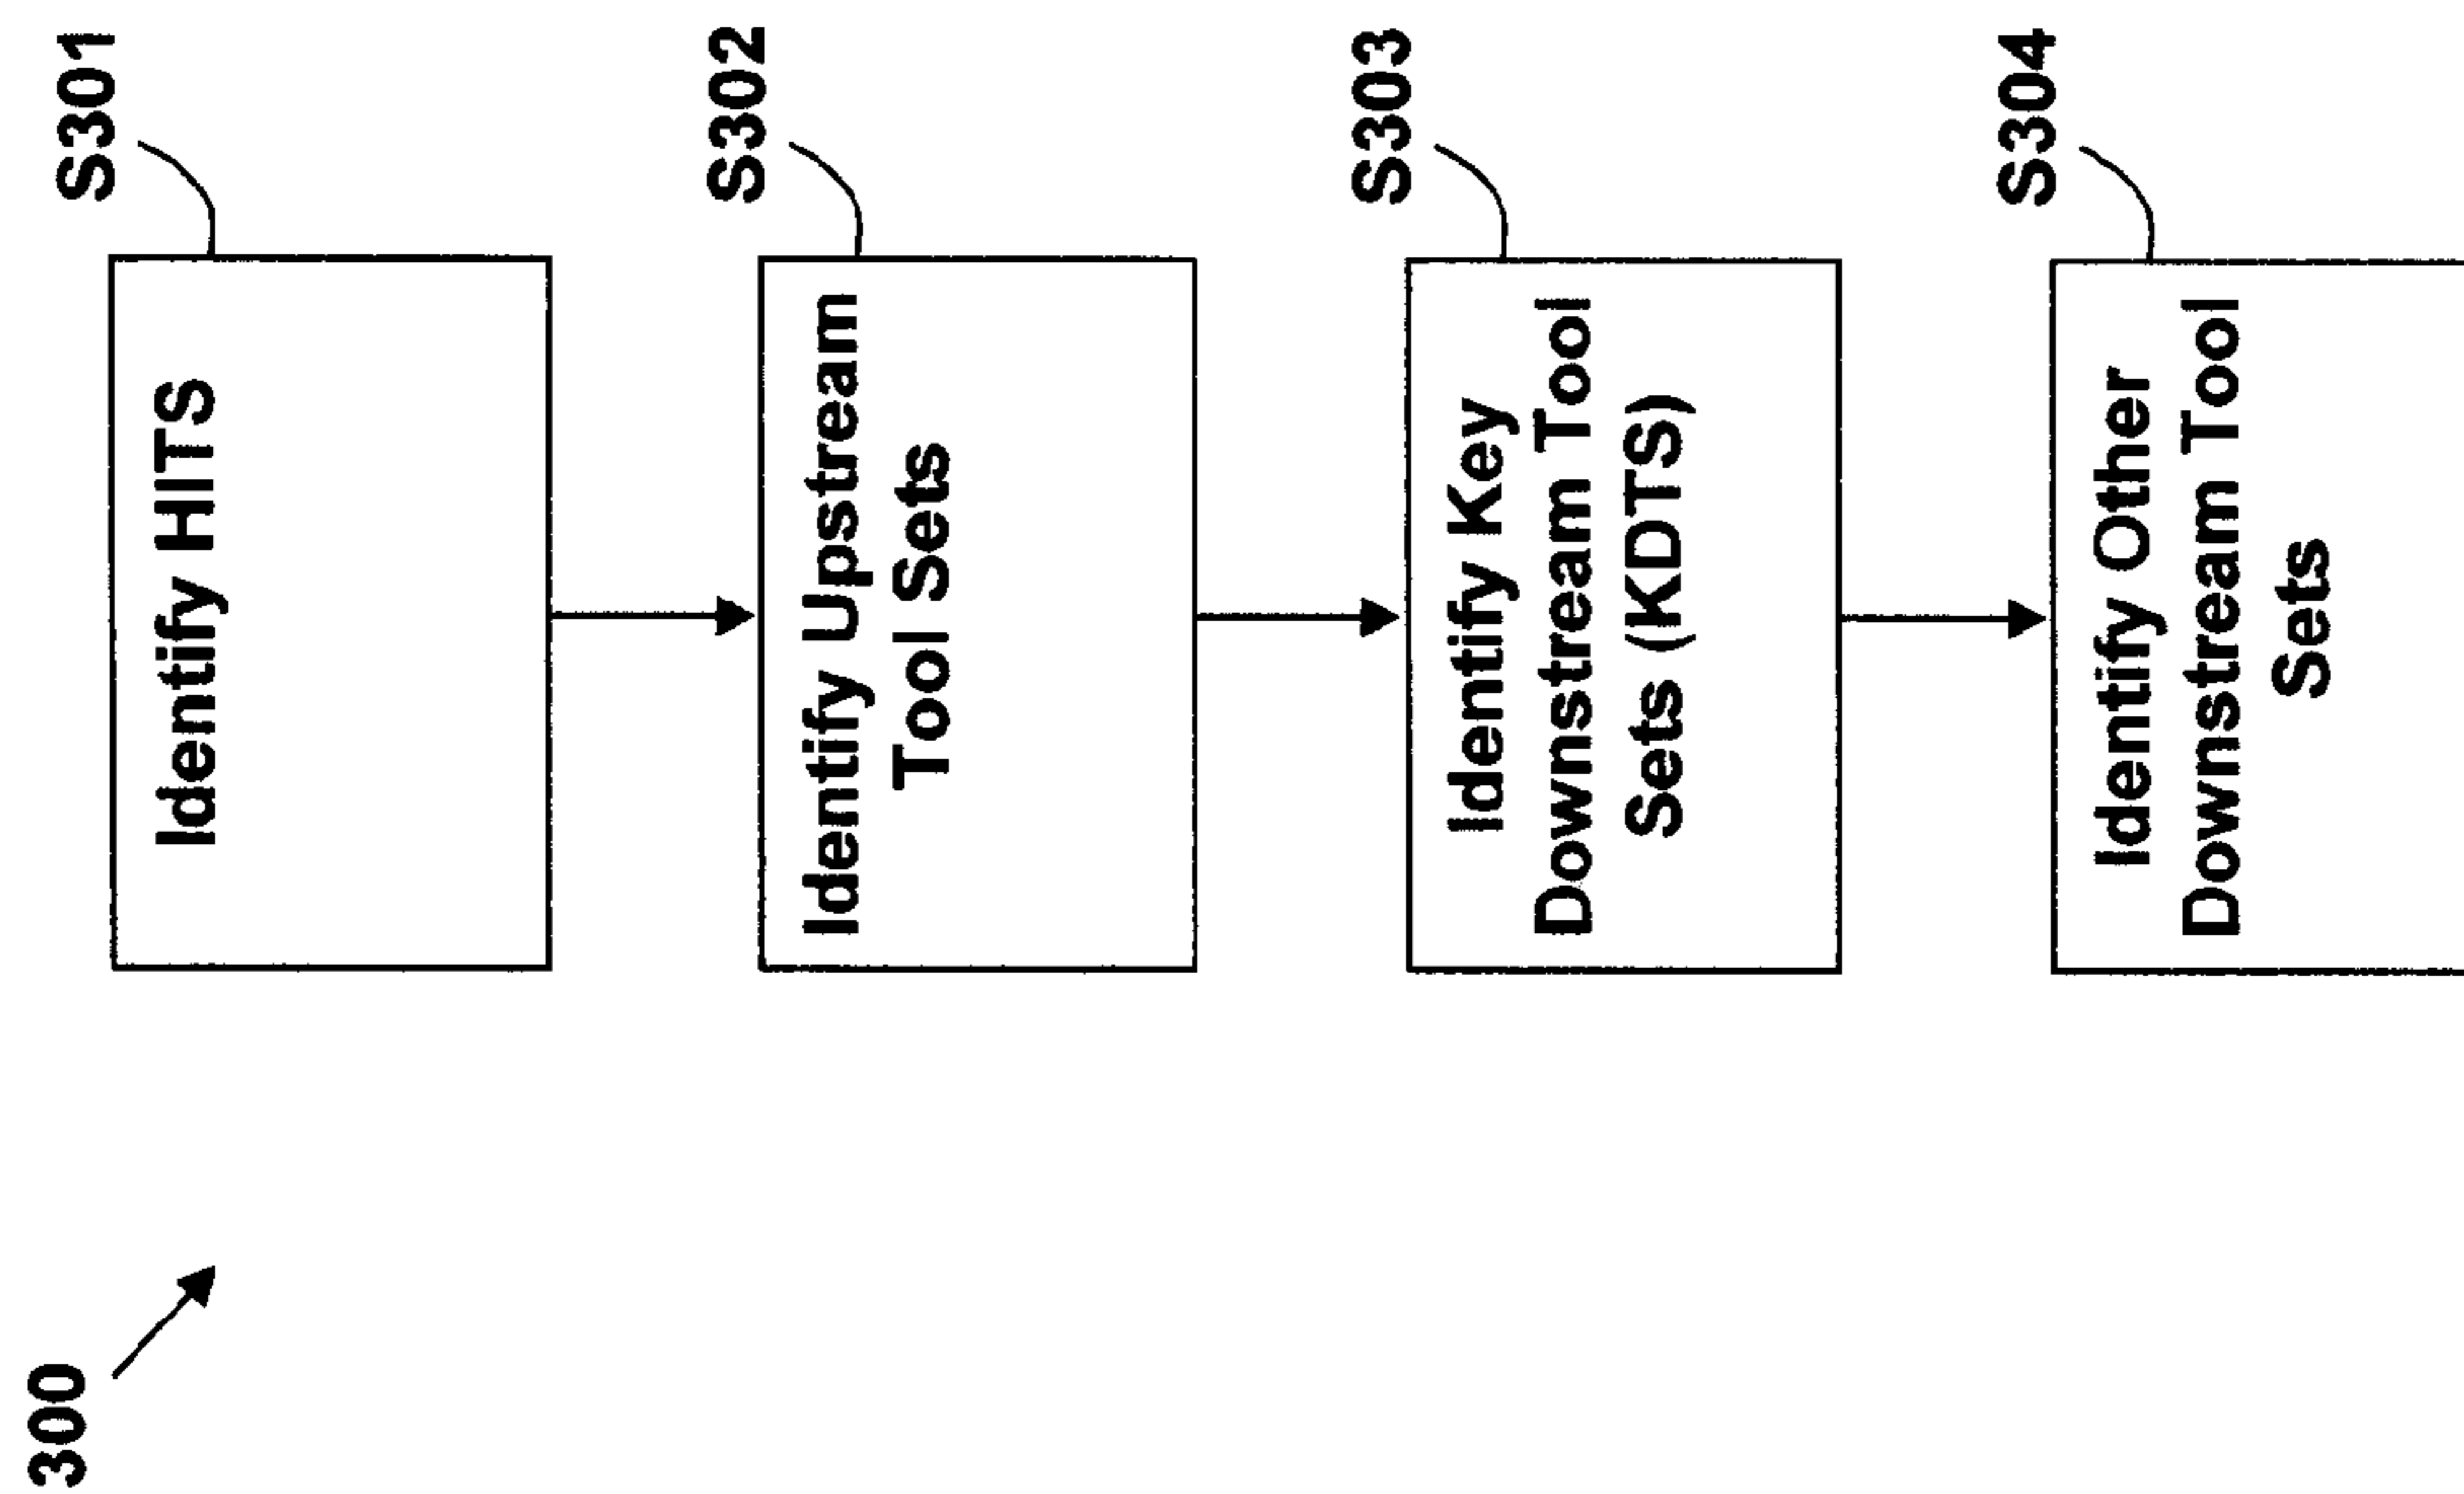 300
S301
Identify HITS
S302
Identify Upstream
Tool Sets
S303
Identify Key
Downstream Tool
Sets (KDTS)
S304
Identify Other
Downstream Tool
Sets